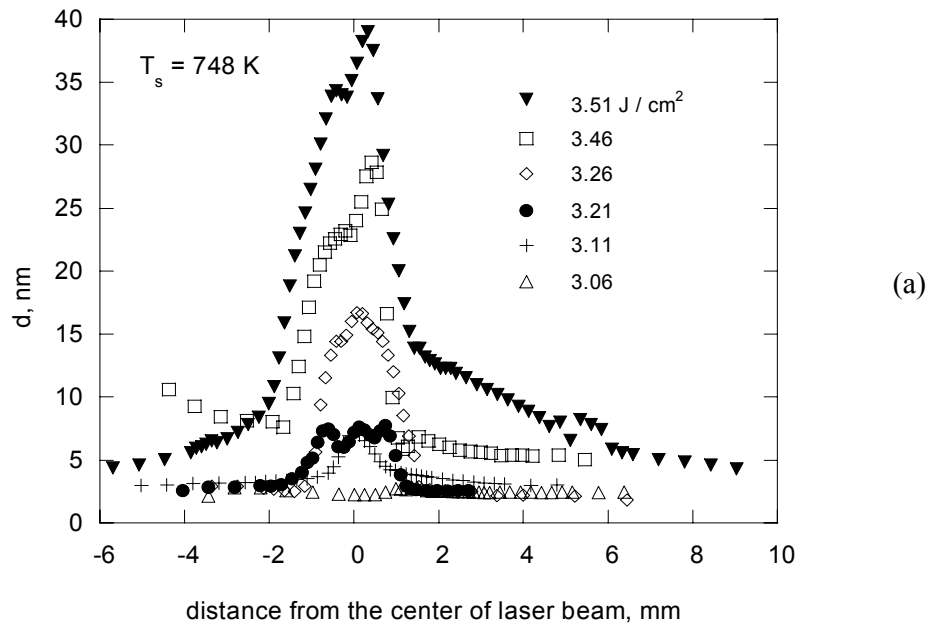 40
35
30
25
20
15
10
5
0
d, nm
T_s = 748 K
3.51 J / cm²
3.46
3.26
3.21
3.11
3.06
(a)
-6 -4 -2 0 2 4 6 8 10
distance from the center of laser beam, mm